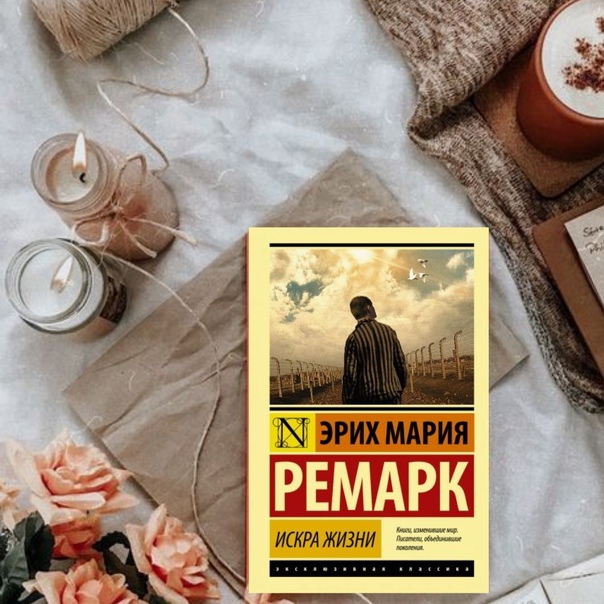 N
ЭРИХ МАРИЯ
РЕМАРК
ИСКРА ЖИЗНИ
Книги, изменившие мир.
Писатели, объединившие
поколения.
ЭКСКЛЮЗИВНАЯ КЛАССИКА